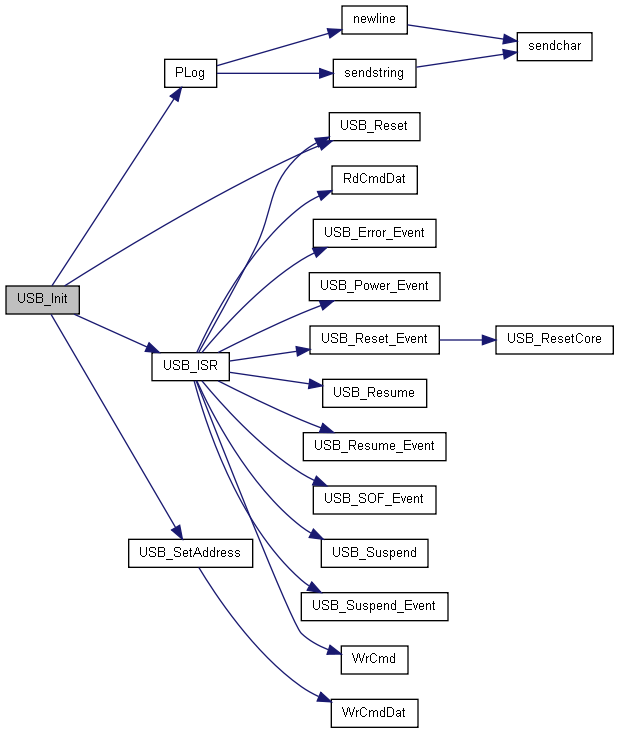 newline
sendchar
PLog
sendstring
USB_Reset
RdCmdDat
USB_Error_Event
USB_Power_Event
USB_Init
USB_Reset_Event
USB_ResetCore
USB_ISR
USB_Resume
USB_Resume_Event
USB_SOF_Event
USB_SetAddress
USB_Suspend
USB_Suspend_Event
WrCmd
WrCmdDat